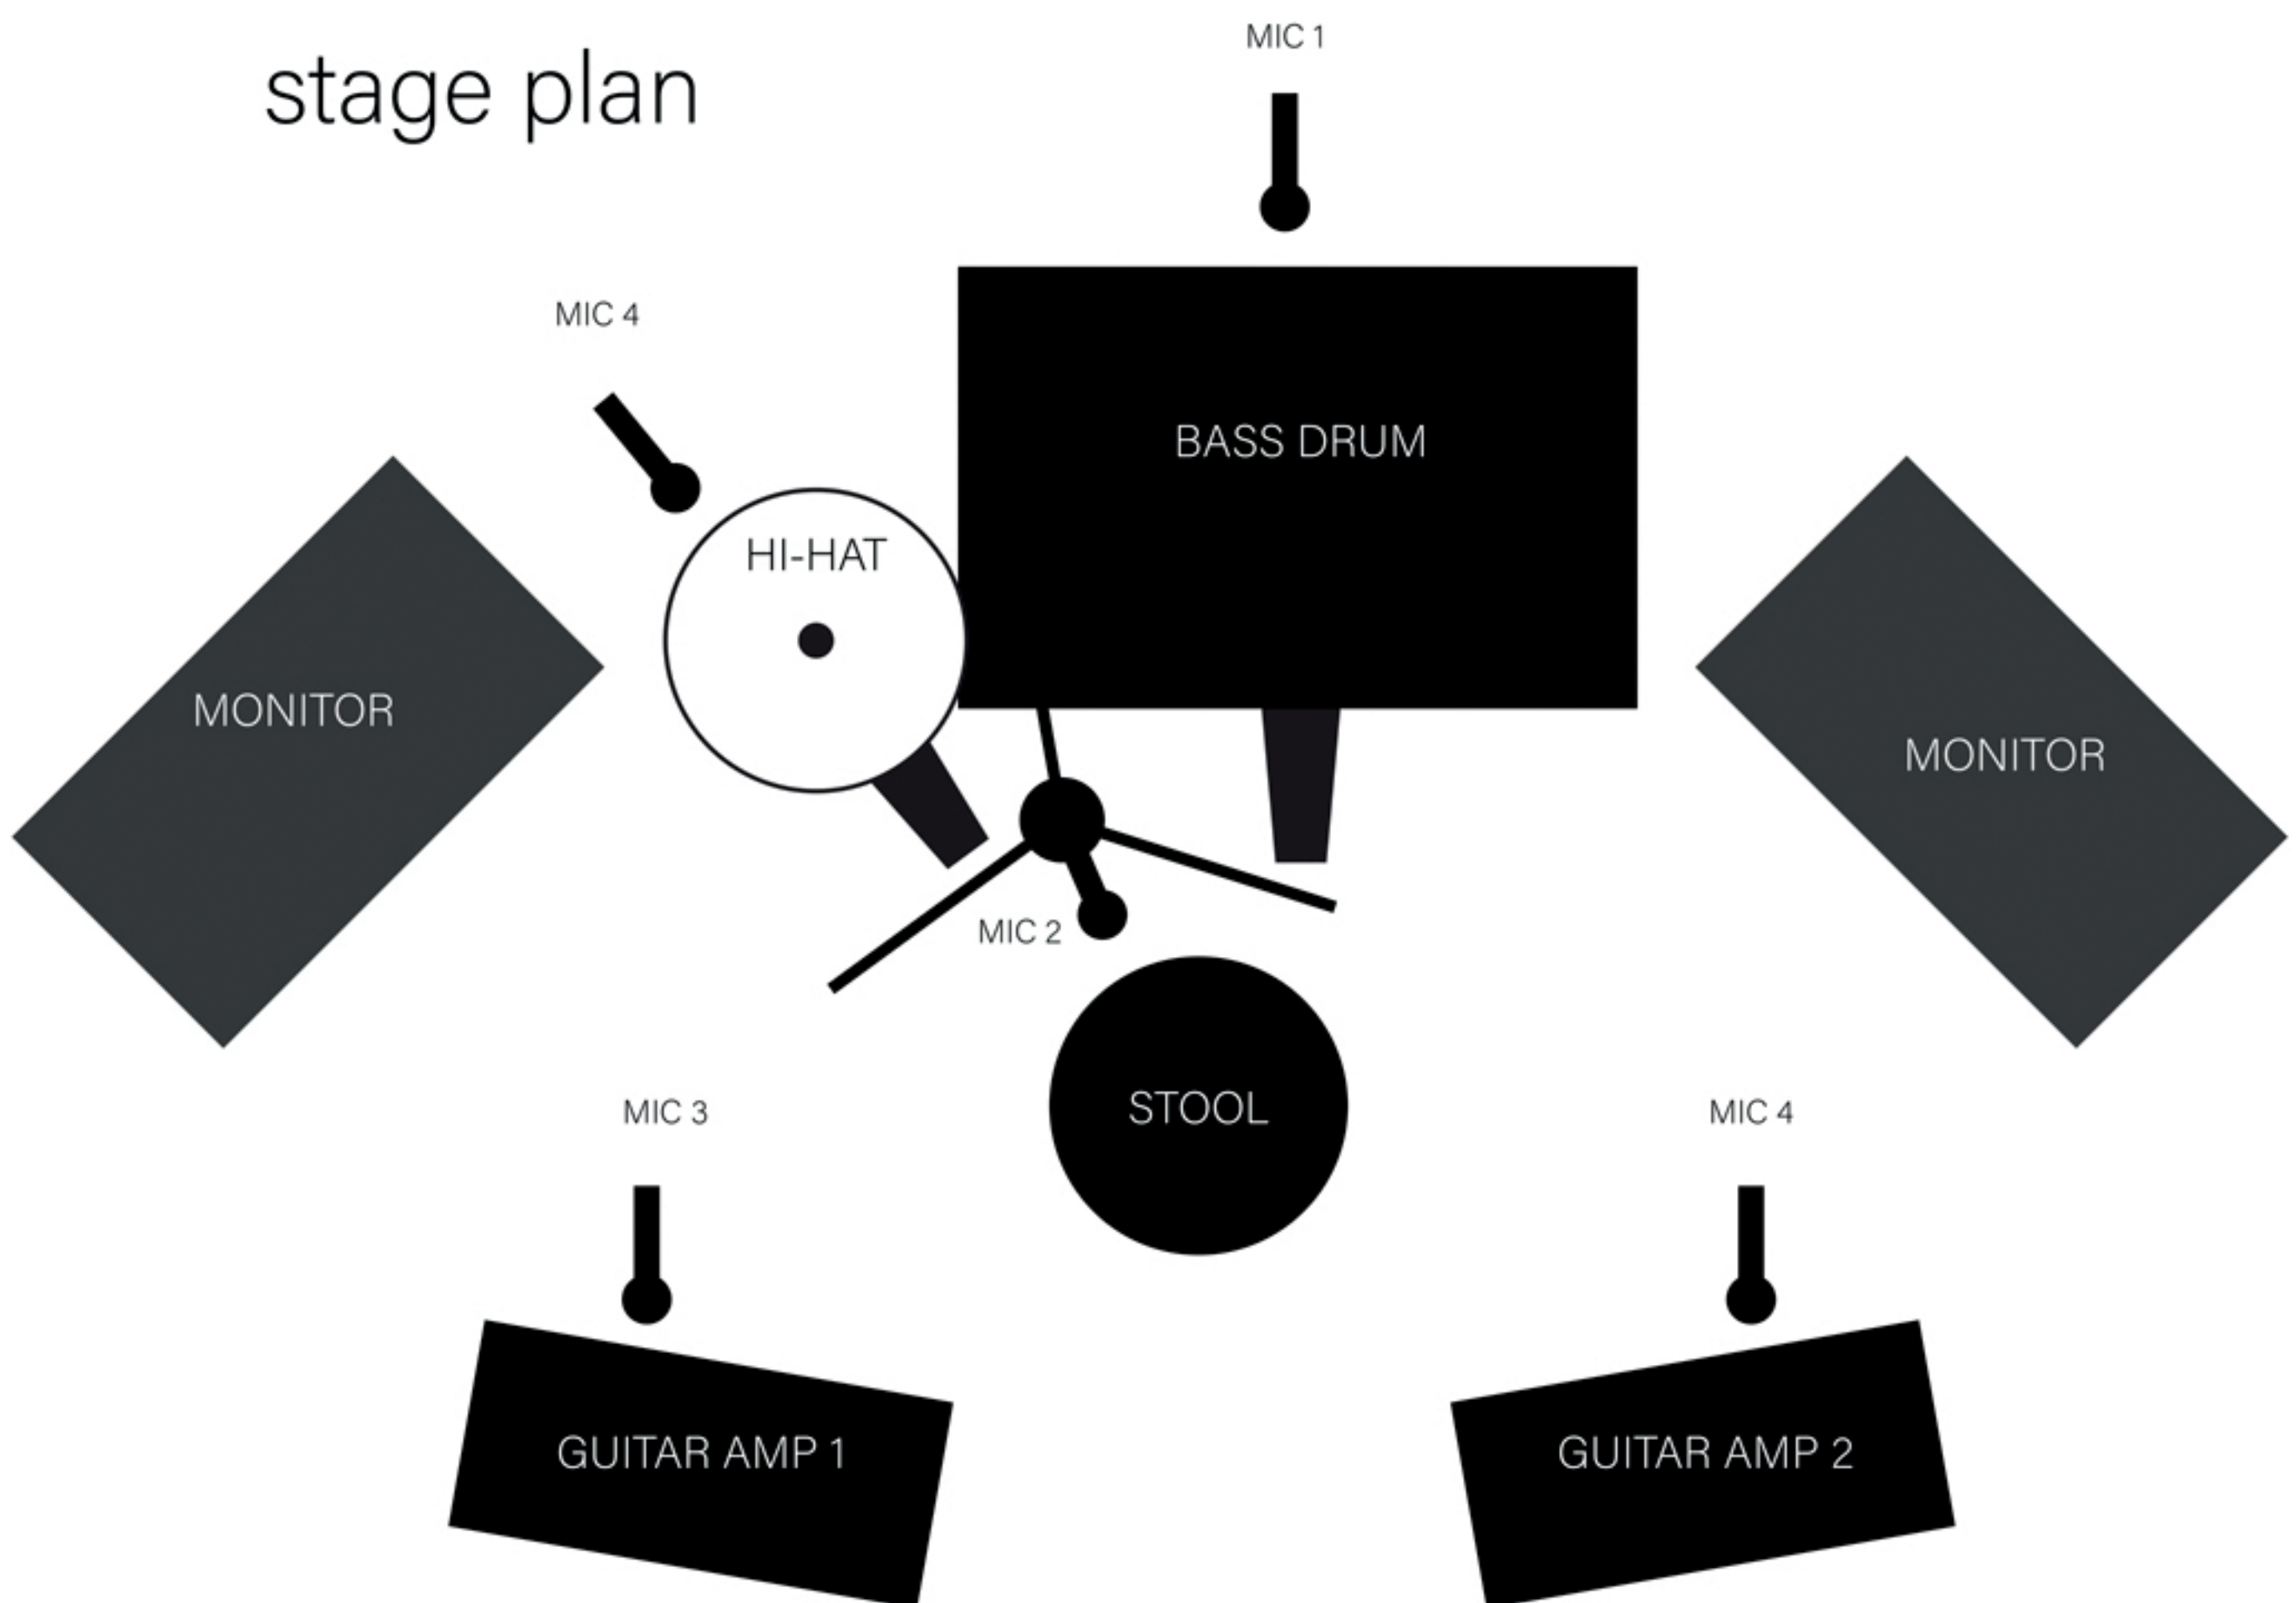 stage plan
MIC 1
MIC 4
BASS DRUM
HI-HAT
MONITOR
MONITOR
MIC 2
STOOL
MIC 3
MIC 4
GUITAR AMP 1
GUITAR AMP 2